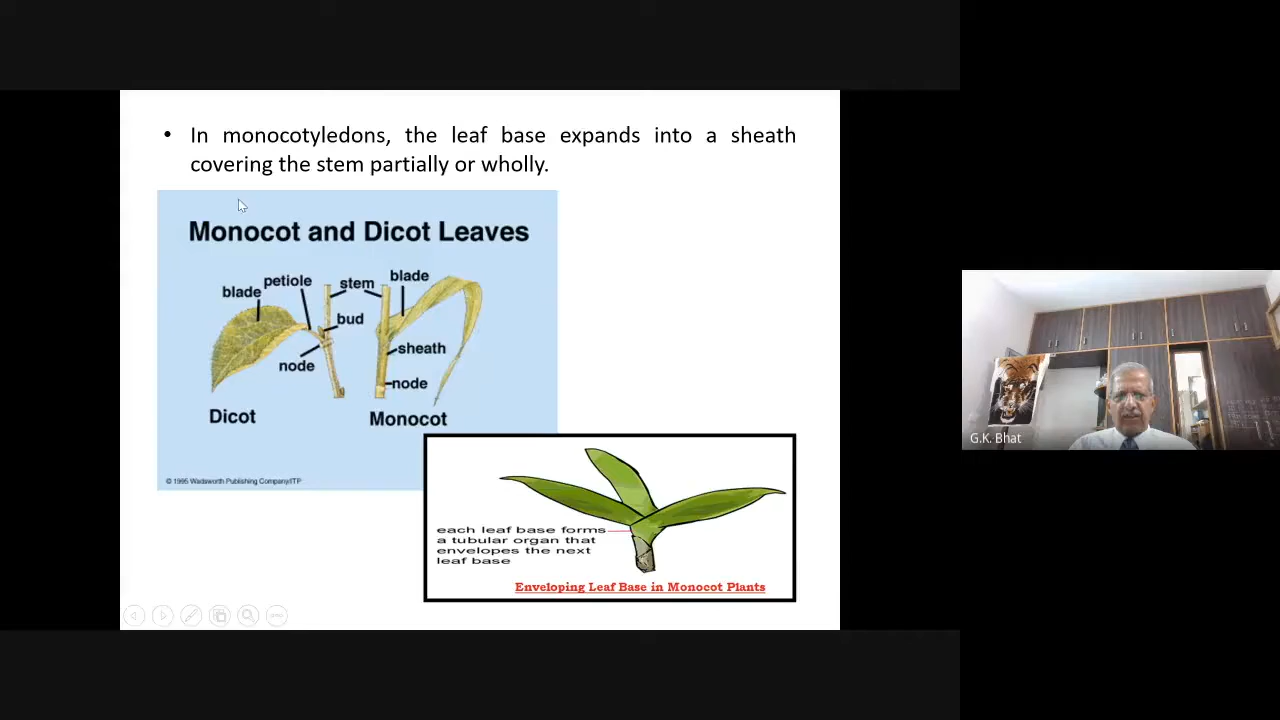 • In monocotyledons, the leaf base expands into a sheath
covering the stem partially or wholly.
Monocot and Dicot Leaves
blade petiole stem blade
bud
sheath
node
node
Dicot Monocot
© 1995 Wadsworth Publishing Company/ITP
each leaf base forms
a tubular organ that
envelopes the next
leaf base
Enveloping Leaf Base in Monocot Plants
G.K. Bhat